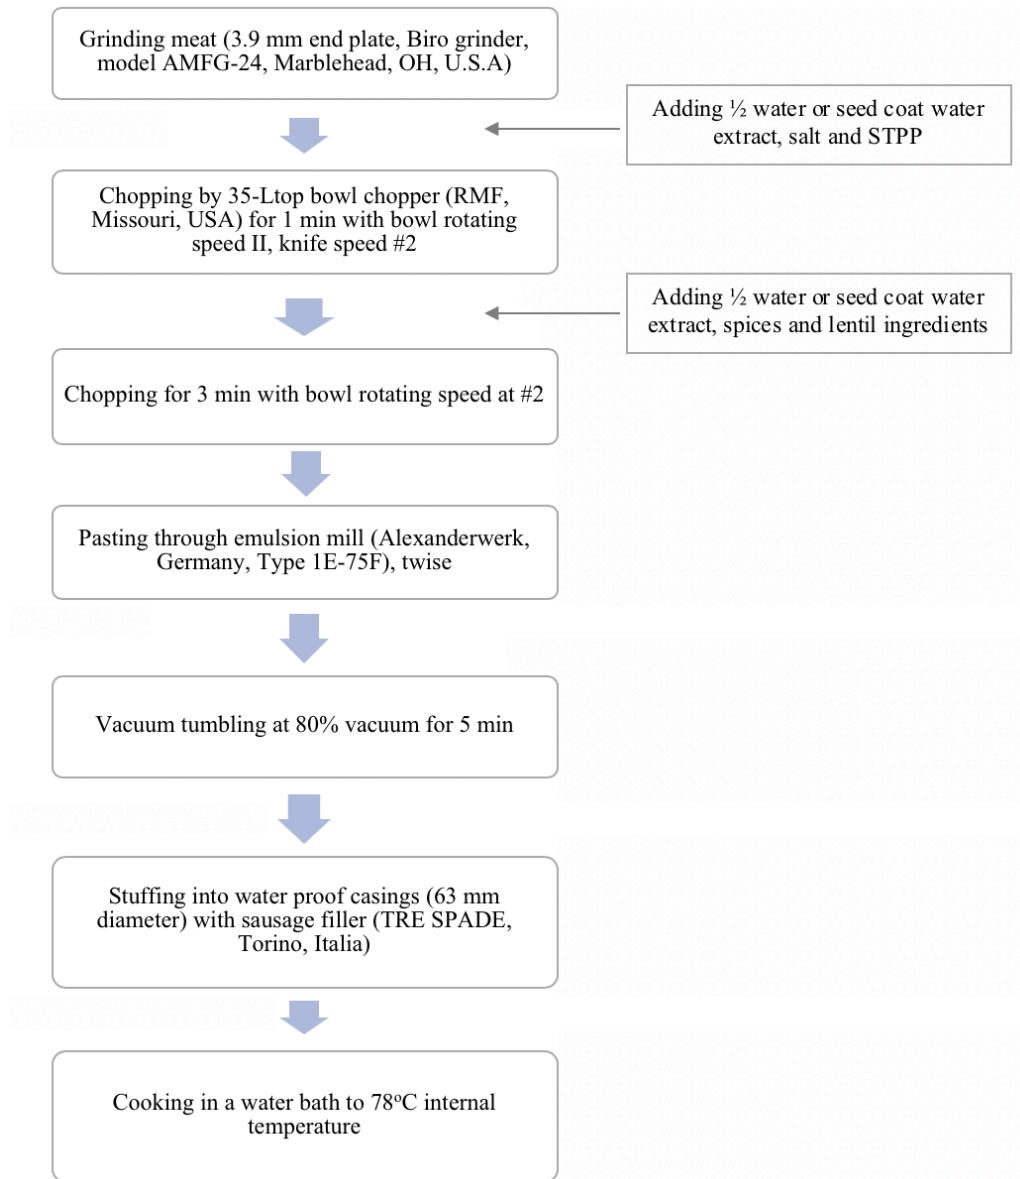 Grinding meat (3.9 mm end plate, Biro grinder,
model AMFG-24, Marblehead, OH, U.S.A)
Adding ½ water or seed coat water
extract, salt and STPP
Chopping by 35-Ltop bowl chopper (RMF,
Missouri, USA) for 1 min with bowl rotating
speed II, knife speed #2
Adding ½ water or seed coat water
extract, spices and lentil ingredients
Chopping for 3 min with bowl rotating speed at #2
Pasting through emulsion mill (Alexanderwerk,
Germany, Type 1E-75F), twise
Vacuum tumbling at 80% vacuum for 5 min
Stuffing into water proof casings (63 mm
diameter) with sausage filler (TRE SPADE,
Torino, Italia)
Cooking in a water bath to 78ºC internal
temperature